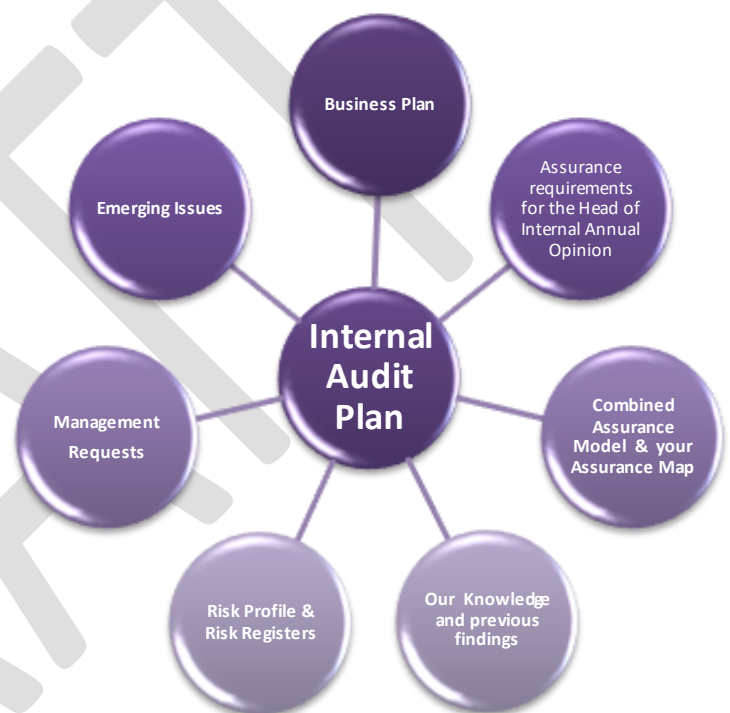 Business Plan
Assurance
requirements
for the Head of
Internal Annual
Opinion
Emerging Issues
Internal
Audit
Plan
Combined
Assurance
Model & your
Assurance Map
Management
Requests
Our Knowledge
and previous
findings
Risk Profile &
Risk Registers